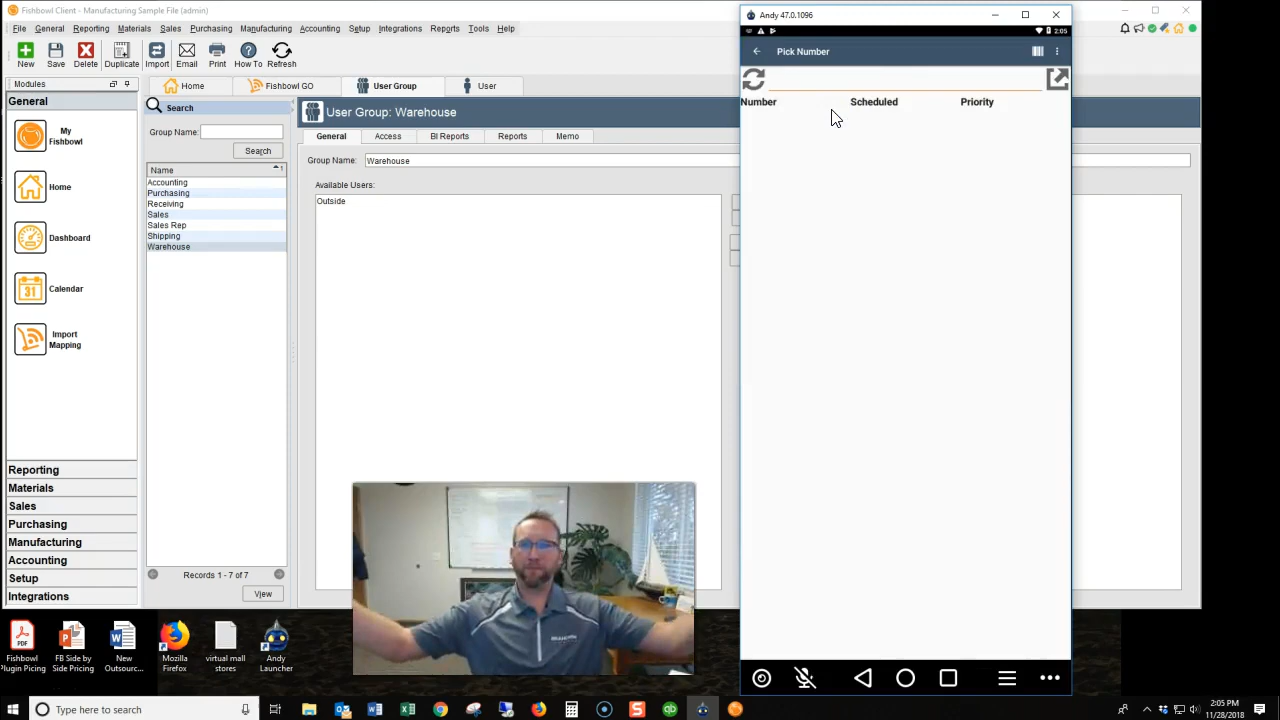 Fishbowl Client - Manufacturing Sample File (admin)
File General Reporting Materials Sales Purchasing Manufacturing Accounting Setup Integrations Reports Tools Help
New Save Delete Duplicate Import Email Print How To Refresh
Modules
Home Fishbowl GO User Group User
General
My
Fishbowl
Home
Dashboard
31
Calendar
Import
Mapping
Reporting
Materials
Sales
Purchasing
Manufacturing
Accounting
Setup
Integrations
Search
Group Name:
Search
Name 1
Accounting
Purchasing
Receiving
Sales
Sales Rep
Shipping
Warehouse
Records 1 - 7 of 7
View
User Group: Warehouse
General Access BI Reports Reports Memo
Group Name: Warehouse
Available Users:
Outside
Andy 47.0.1096
2:05
Pick Number
Number Scheduled Priority
Fishbowl
Plugin Pricing
FB Side by
Side Pricing
New
Outsourc...
Mozilla
Firefox
virtual mall
stores
Andy
Launcher
Type here to search
2:05 PM
11/28/2018